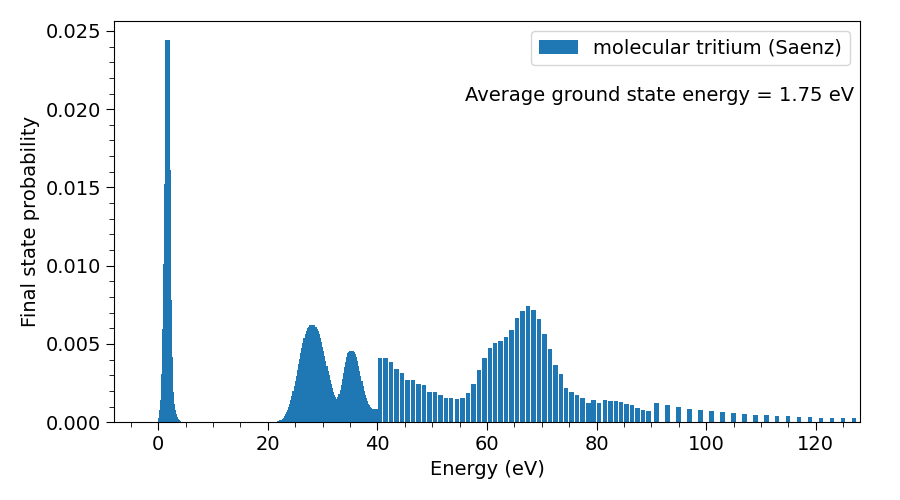 0.025
molecular tritium (Saenz)
Average ground state energy = 1.75 eV
0.020
0.015
0.010
0.005
0.000
Final state probability
0 20 40 60 80 100 120
Energy (eV)